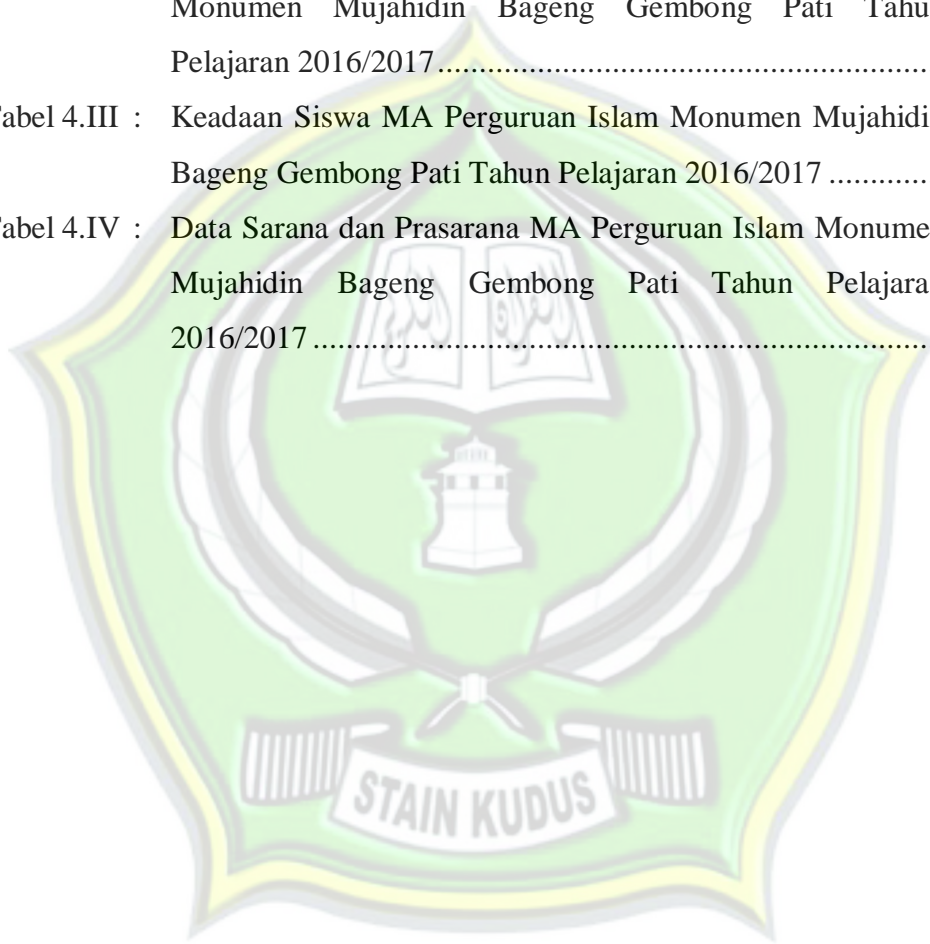 Monumen Mujahidin Bageng Gembong Pati Tahu
Pelajaran 2016/2017............................................................
abel 4.III : Keadaan Siswa MA Perguruan Islam Monumen Mujahidi
Bageng Gembong Pati Tahun Pelajaran 2016/2017 ............
abel 4.IV : Data Sarana dan Prasarana MA Perguruan Islam Monume
Mujahidin Bageng Gembong Pati Tahun Pelajara
2016/2017 ...........................................................................
STAIN KUDUS